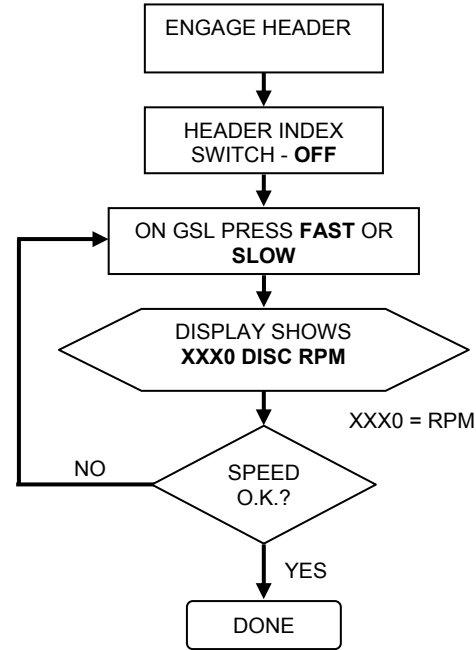 ENGAGE HEADER
HEADER INDEX
SWITCH - OFF
ON GSL PRESS FAST OR
SLOW
DISPLAY SHOWS
XXX0 DISC RPM
XXX0 = RPM
NO
SPEED
O.K.?
YES
DONE